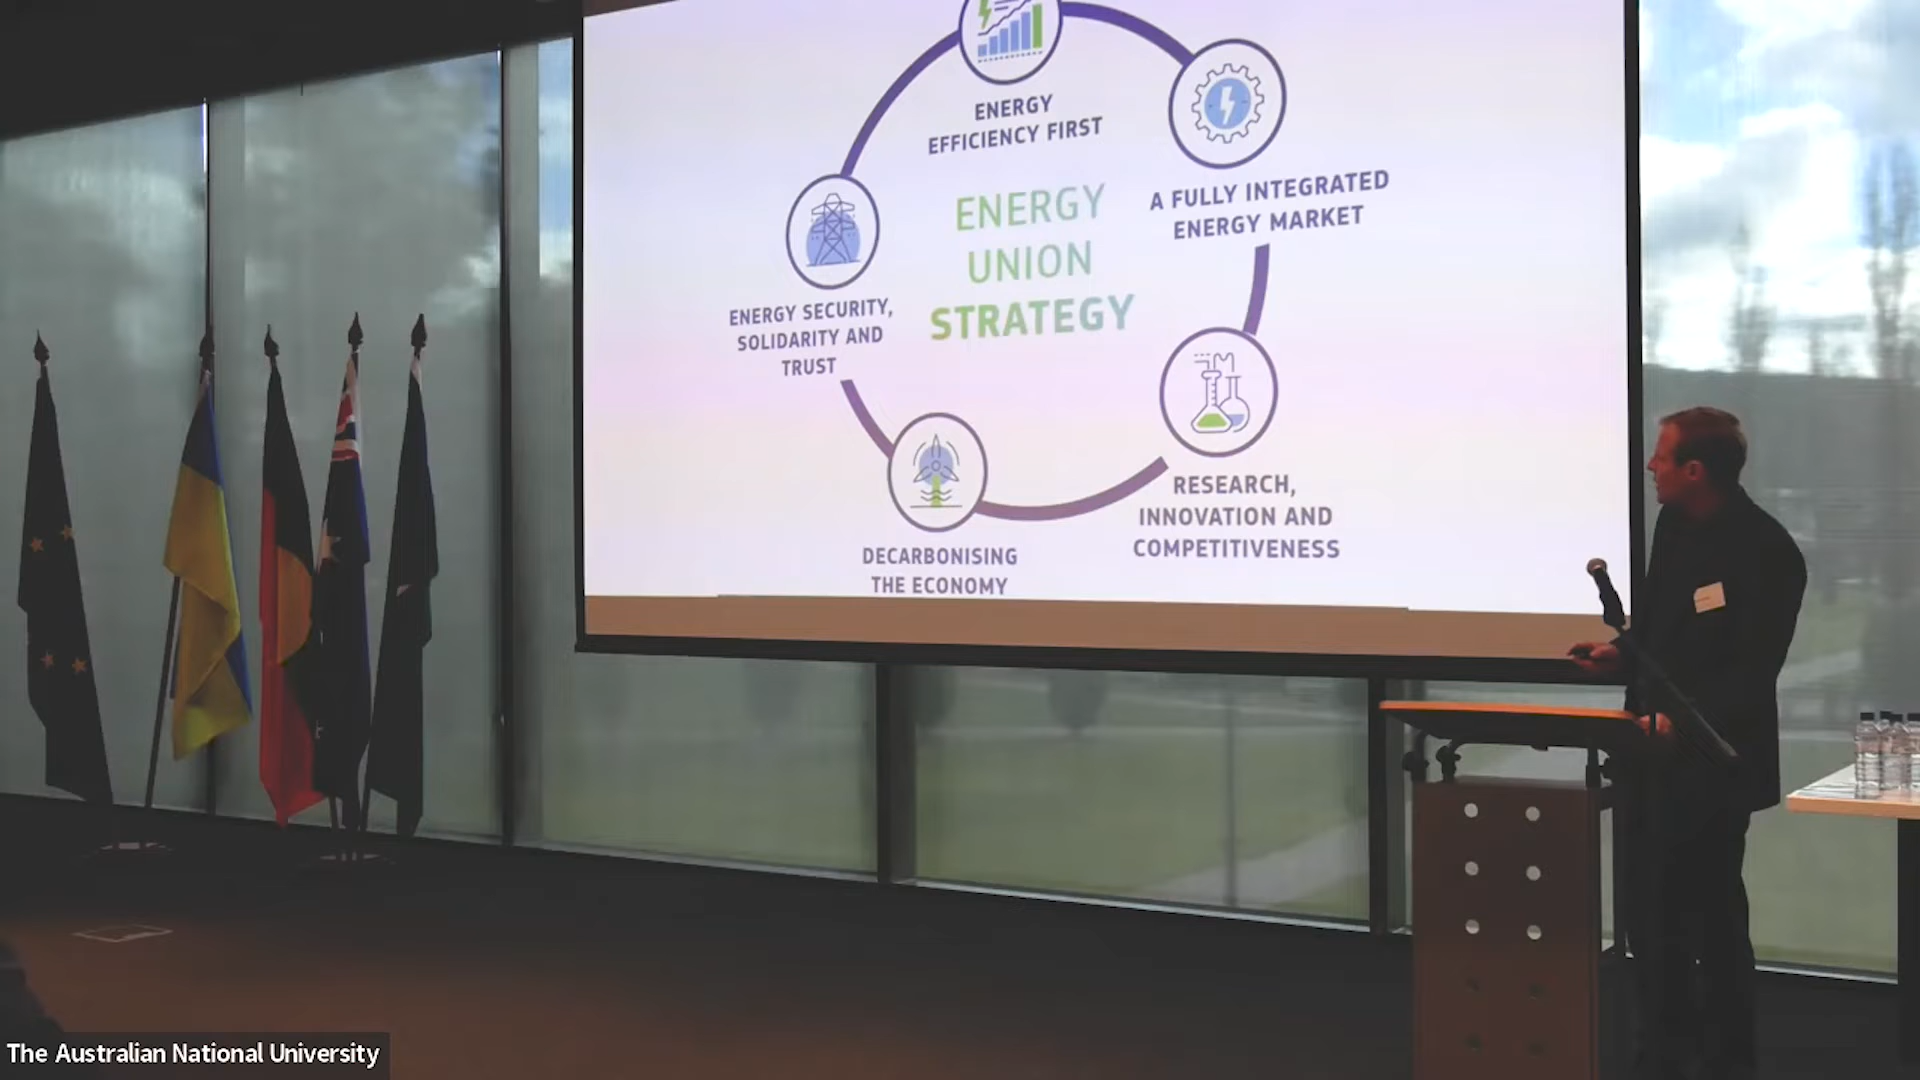 ENERGY
EFFICIENCY FIRST
A FULLY INTEGRATED
ENERGY MARKET
ENERGY
UNION
STRATEGY
ENERGY SECURITY,
SOLIDARITY AND
TRUST
RESEARCH,
INNOVATION AND
COMPETITIVENESS
DECARBONISING
THE ECONOMY
The Australian National University